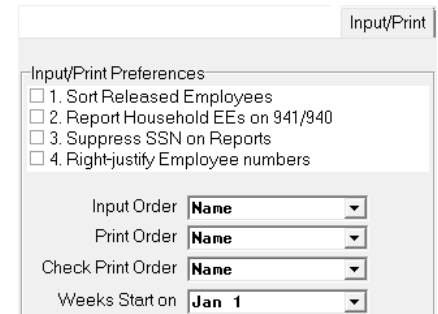 Input/Print
Input/Print Preferences
1. Sort Released Employees
2. Report Household EEs on 941/940
3. Suppress SSN on Reports
4. Right-justify Employee numbers
Input Order Name
Print Order Name
Check Print Order Name
Weeks Start on Jan 1